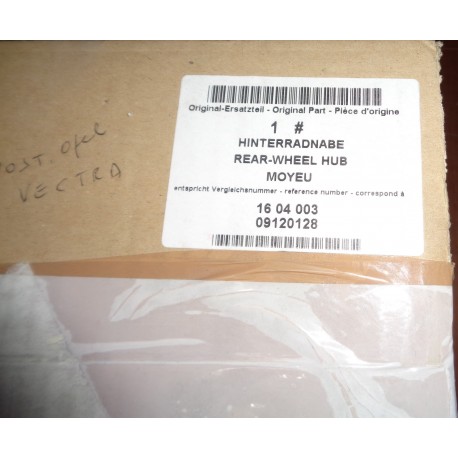 Original-Ersatzteil - Original Part - Pièce d'origine
1 #
HINTERRADNABE
REAR-WHEEL HUB
MOYEU
entspricht Vergleichsnummer - reference number - correspond à
16 04 003
09120128
POST. Opel
VECTRA